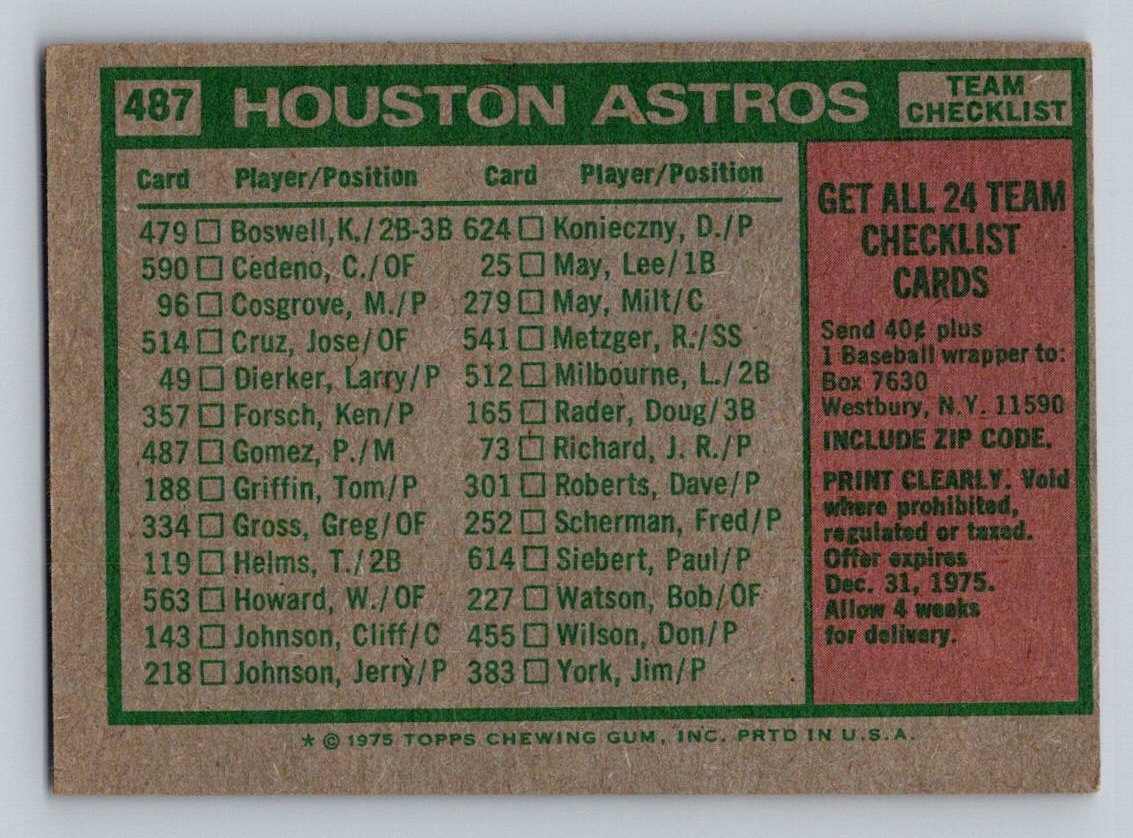 487 HOUSTON ASTROS TEAM CHECKLIST
Card Player/Position Card Player/Position
479 □ Boswell,K./2B-3B 624 □ Konieczny, D./P
590 □ Cedeno, C./OF 25 □ May, Lee/1B
96 □ Cosgrove, M./P 279 □ May, Milt/C
514 □ Cruz, Jose/OF 541 □ Metzger, R./SS
49 □ Dierker, Larry/P 512 □ Milbourne, L./2B
357 □ Forsch, Ken/P 165 □ Rader, Doug/3B
487 □ Gomez, P./M 73 □ Richard, J. R./P
188 □ Griffin, Tom/P 301 □ Roberts, Dave/P
334 □ Gross, Greg/OF 252 □ Scherman, Fred/P
119 □ Helms, T./2B 614 □ Siebert, Paul/P
563 □ Howard, W./OF 227 □ Watson, Bob/OF
143 □ Johnson, Cliff/C 455 □ Wilson, Don/P
218 □ Johnson, Jerry/P 383 □ York, Jim/P
GET ALL 24 TEAM
CHECKLIST
CARDS
Send 40¢ plus
1 Baseball wrapper to:
Box 7630
Westbury, N.Y. 11590
INCLUDE ZIP CODE.
PRINT CLEARLY. Void
where prohibited,
regulated or taxed.
Offer expires
Dec. 31, 1975.
Allow 4 weeks
for delivery.
* © 1975 TOPPS CHEWING GUM, INC. PRTD IN U.S.A.